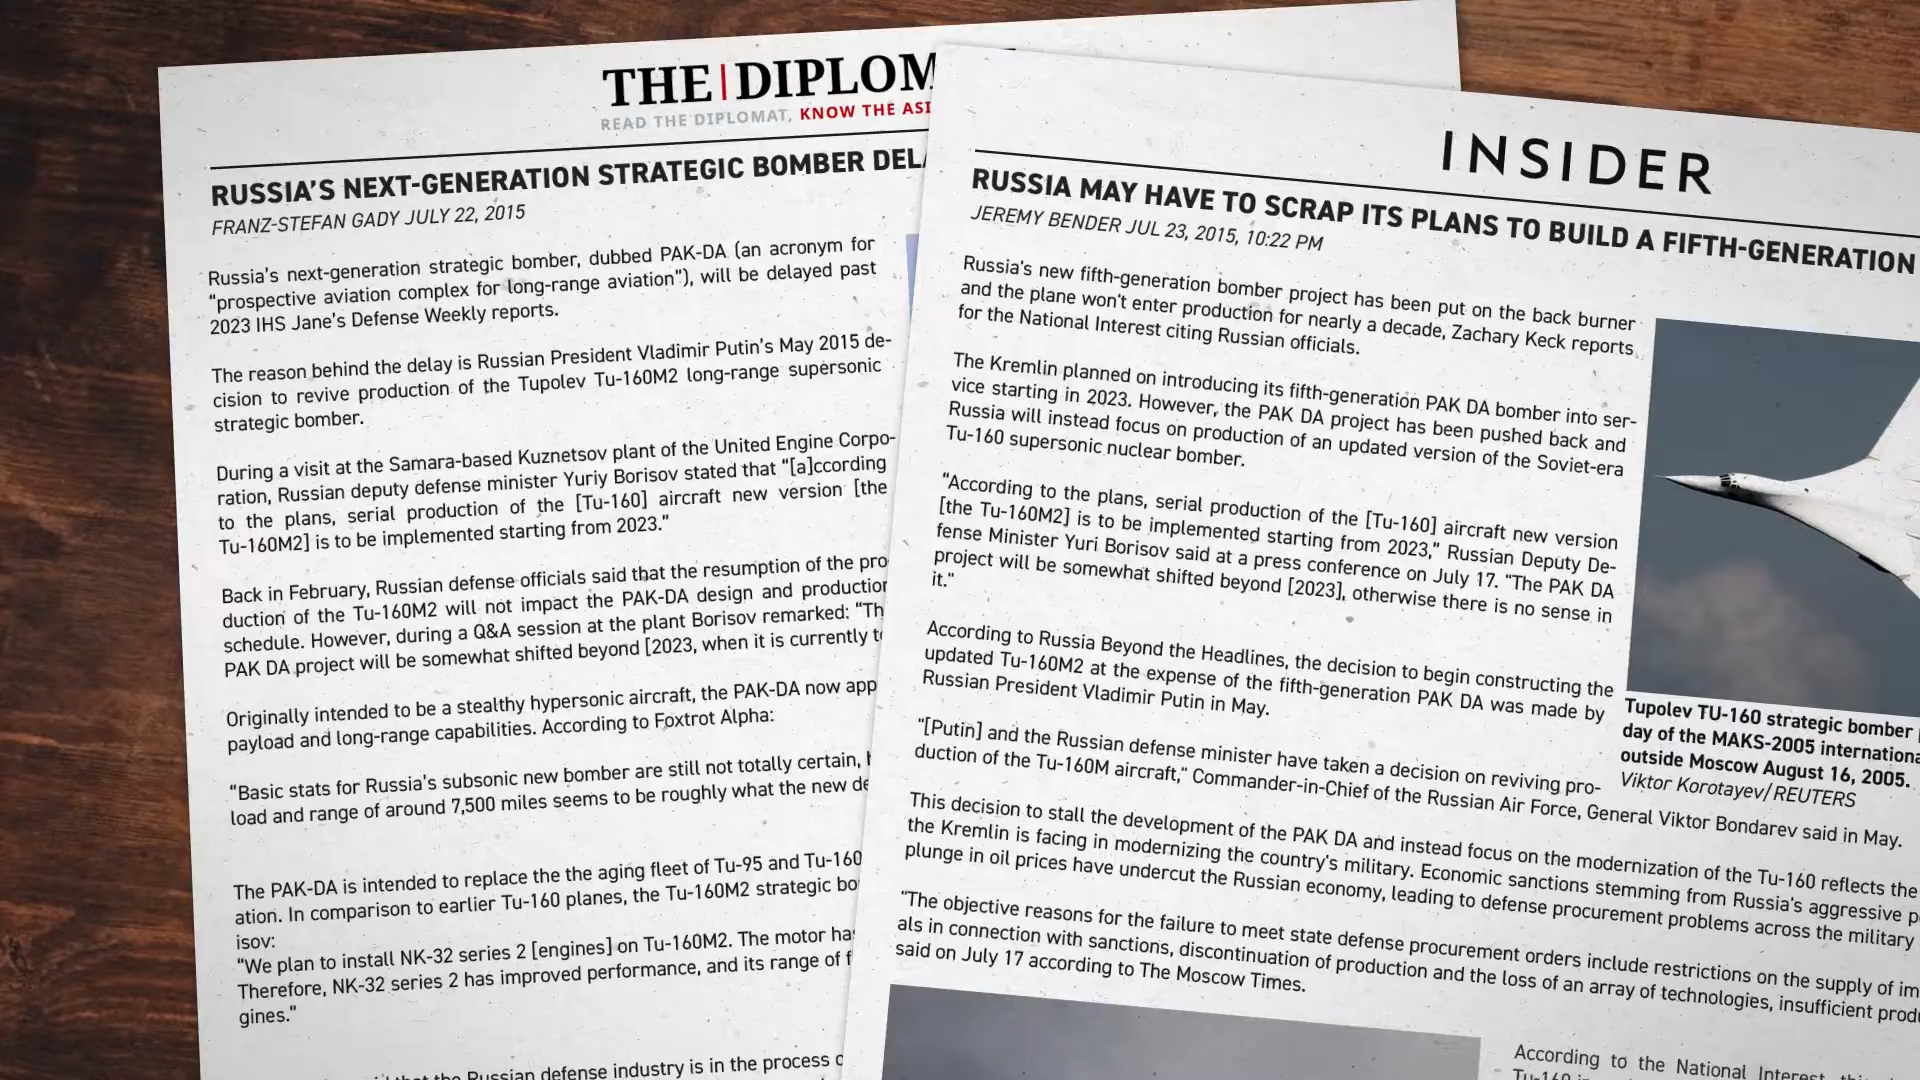 THE|DIPLOM
READ THE DIPLOMAT, KNOW THE ASI
RUSSIA’S NEXT-GENERATION STRATEGIC BOMBER DEL
FRANZ-STEFAN GADY JULY 22, 2015
Russia’s next-generation strategic bomber, dubbed PAK-DA (an acronym for
“prospective aviation complex for long-range aviation”), will be delayed past
2023 IHS Jane’s Defense Weekly reports.
The reason behind the delay is Russian President Vladimir Putin’s May 2015 de-
cision to revive production of the Tupolev Tu-160M2 long-range supersonic
strategic bomber.
During a visit at the Samara-based Kuznetsov plant of the United Engine Corpo-
ration, Russian deputy defense minister Yuriy Borisov stated that “[a]ccording
to the plans, serial production of the [Tu-160] aircraft new version [the
Tu-160M2] is to be implemented starting from 2023.”
Back in February, Russian defense officials said that the resumption of the pro
duction of the Tu-160M2 will not impact the PAK-DA design and production
schedule. However, during a Q&A session at the plant Borisov remarked: “Th
PAK DA project will be somewhat shifted beyond [2023, when it is currently t
Originally intended to be a stealthy hypersonic aircraft, the PAK-DA now app
payload and long-range capabilities. According to Foxtrot Alpha:
“Basic stats for Russia’s subsonic new bomber are still not totally certain,
load and range of around 7,500 miles seems to be roughly what the new de
The PAK-DA is intended to replace the the aging fleet of Tu-95 and Tu-160
ation. In comparison to earlier Tu-160 planes, the Tu-160M2 strategic bo
isov:
“We plan to install NK-32 series 2 [engines] on Tu-160M2. The motor has
Therefore, NK-32 series 2 has improved performance, and its range of f
gines.”
that the Russian defense industry is in the process o
INSIDER
RUSSIA MAY HAVE TO SCRAP ITS PLANS TO BUILD A FIFTH-GENERATION
JEREMY BENDER JUL 23, 2015, 10:22 PM
Russia's new fifth-generation bomber project has been put on the back burner
and the plane won't enter production for nearly a decade, Zachary Keck reports
for the National Interest citing Russian officials.
The Kremlin planned on introducing its fifth-generation PAK DA bomber into ser-
vice starting in 2023. However, the PAK DA project has been pushed back and
Russia will instead focus on production of an updated version of the Soviet-era
Tu-160 supersonic nuclear bomber.
"According to the plans, serial production of the [Tu-160] aircraft new version
[the Tu-160M2] is to be implemented starting from 2023," Russian Deputy De-
fense Minister Yuri Borisov said at a press conference on July 17. "The PAK DA
project will be somewhat shifted beyond [2023], otherwise there is no sense in
it."
According to Russia Beyond the Headlines, the decision to begin constructing the
updated Tu-160M2 at the expense of the fifth-generation PAK DA was made by
Russian President Vladimir Putin in May.
"[Putin] and the Russian defense minister have taken a decision on reviving pro-
duction of the Tu-160M aircraft," Commander-in-Chief of the Russian Air Force, General Viktor Bondarev said in May.
This decision to stall the development of the PAK DA and instead focus on the modernization of the Tu-160 reflects the
the Kremlin is facing in modernizing the country's military. Economic sanctions stemming from Russia's aggressive p
plunge in oil prices have undercut the Russian economy, leading to defense procurement problems across the military
"The objective reasons for the failure to meet state defense procurement orders include restrictions on the supply of im
als in connection with sanctions, discontinuation of production and the loss of an array of technologies, insufficient prod
said on July 17 according to The Moscow Times.
Tupolev TU-160 strategic bomber
day of the MAKS-2005 internationa
outside Moscow August 16, 2005.
Viktor Korotayev/REUTERS
According to the National Interest,